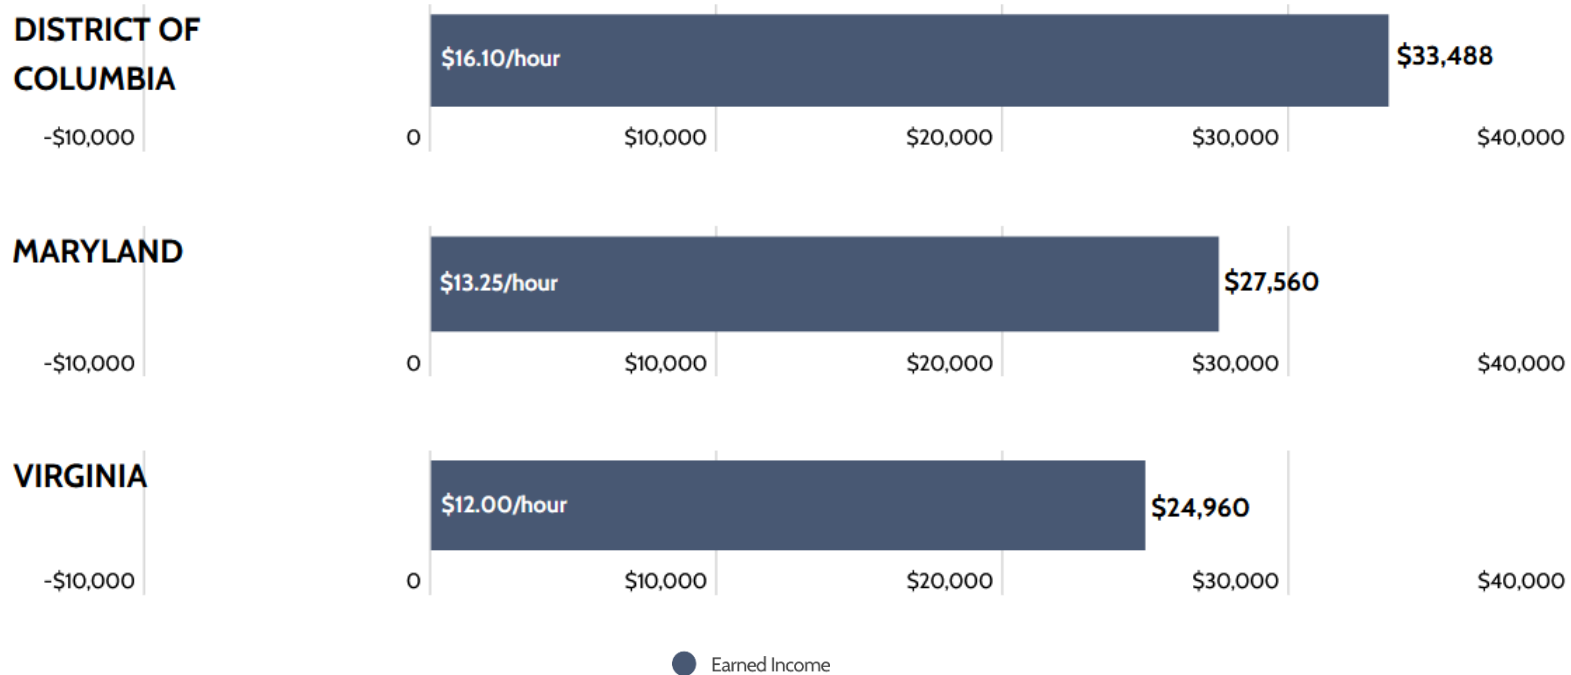 DISTRICT OF
COLUMBIA
$16.10/hour
$33,488
-$10,000 0 $10,000 $20,000 $30,000 $40,000
MARYLAND
$13.25/hour
$27,560
-$10,000 0 $10,000 $20,000 $30,000 $40,000
VIRGINIA
$12.00/hour
$24,960
-$10,000 0 $10,000 $20,000 $30,000 $40,000
Earned Income